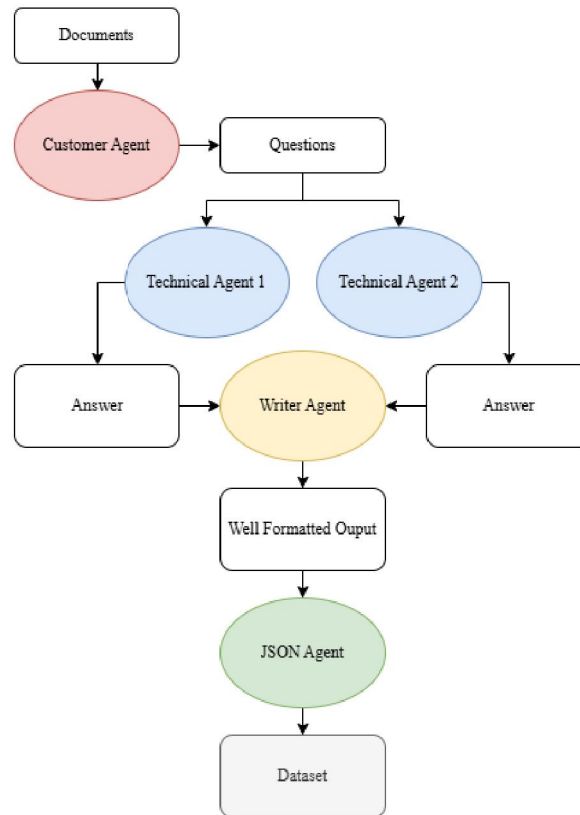 Documents
Customer Agent
Questions
Technical Agent 1
Technical Agent 2
Answer
Writer Agent
Answer
Well Formatted Ouput
JSON Agent
Dataset